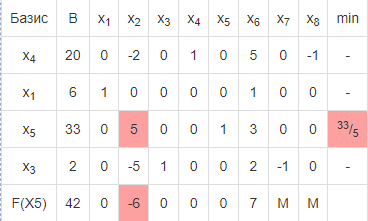 Базис B x1 x2 x3 x4 x5 x6 x7 x8 min
x4 20 0 -2 0 1 0 5 0 -1 -
x1 6 1 0 0 0 0 1 0 0 -
x5 33 0 5 0 0 1 3 0 0 33/5
x3 2 0 -5 1 0 0 2 -1 0 -
F(X5) 42 0 -6 0 0 0 7 M M